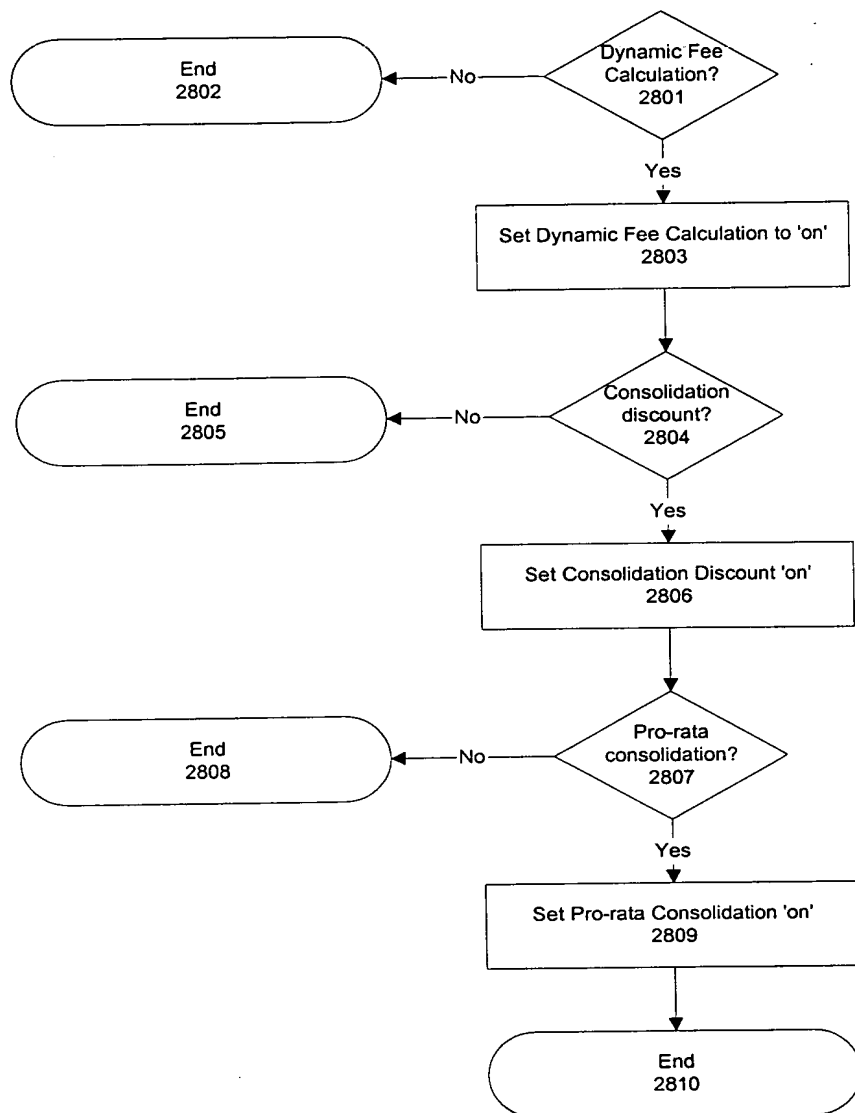 Dynamic Fee
Calculation?
2801
End
2802
No
Yes
Set Dynamic Fee Calculation to 'on'
2803
Consolidation
discount?
2804
End
2805
No
Yes
Set Consolidation Discount 'on'
2806
Pro-rata
consolidation?
2807
End
2808
No
Yes
Set Pro-rata Consolidation 'on'
2809
End
2810